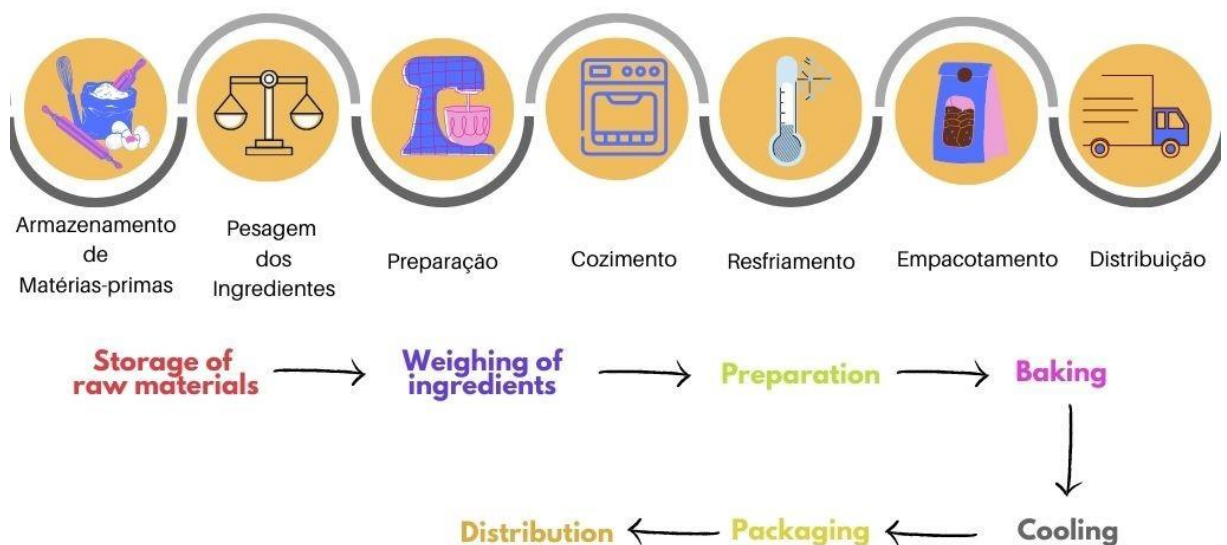 Armazenamento
de
Matérias-primas
Pesagem
dos
Ingredientes
Preparação
Cozimento
Resfriamento
Empacotamento
Distribuição
Storage of
raw materials
Weighing of
ingredients
Preparation
Baking
Cooling
Packaging
Distribution